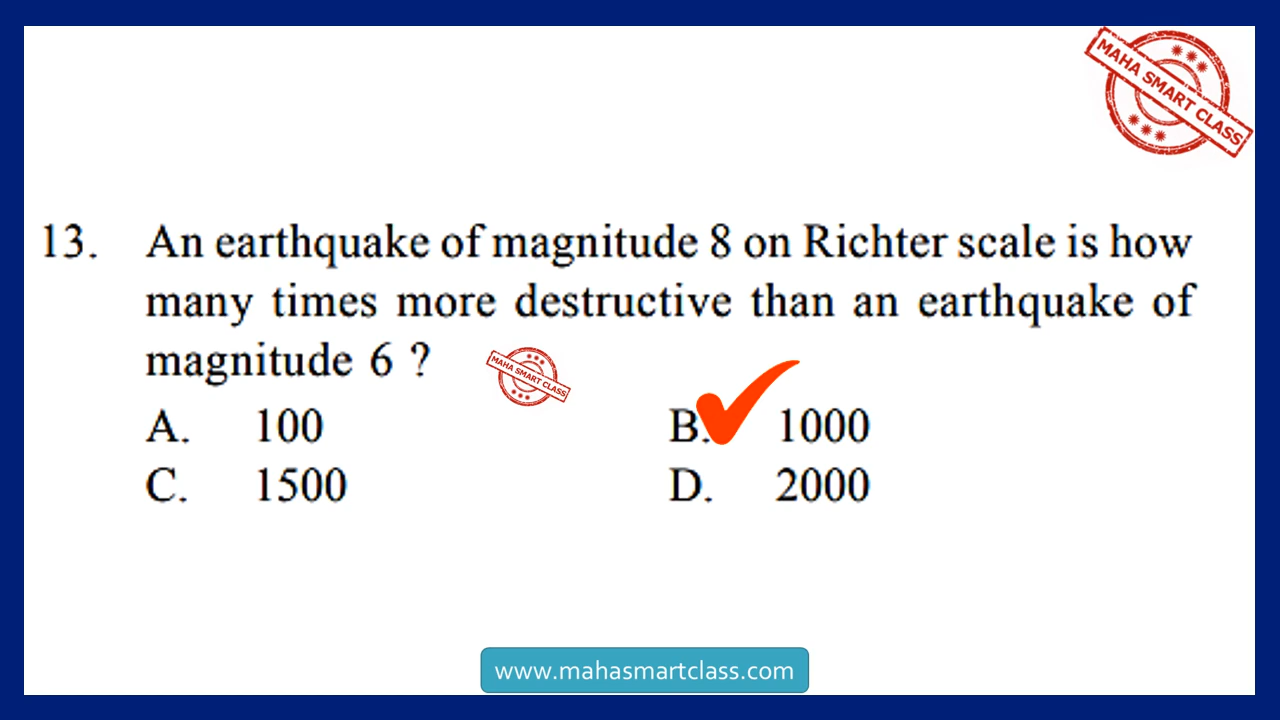 MAHA SMART CLASS
13. An earthquake of magnitude 8 on Richter scale is how
many times more destructive than an earthquake of
magnitude 6 ?
MAHA SMART CLASS
A. 100 B. 1000
C. 1500 D. 2000
www.mahasmartclass.com